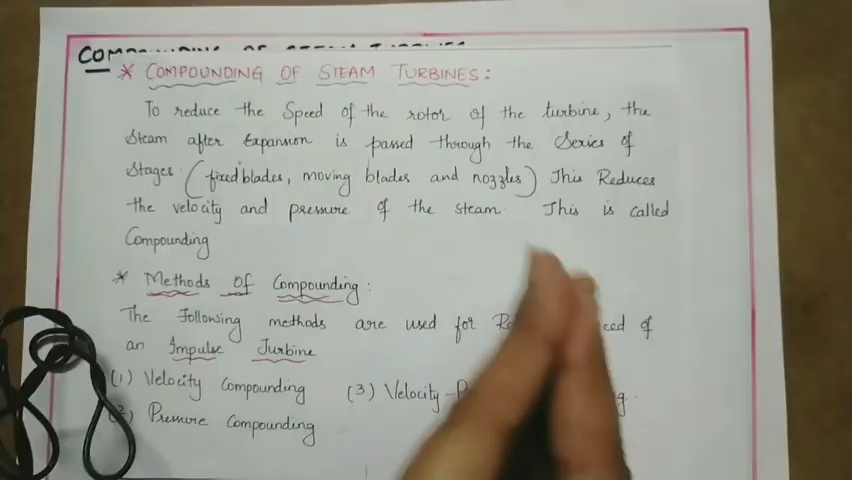 * COMPOUNDING OF STEAM TURBINES:
To reduce the Speed of the rotor of the turbine, the
Steam after Expansion is passed through the Series of
Stages. (fixed blades, moving blades and nozzles) This Reduces
the velocity and pressure of the steam. This is called
Compounding.
* Methods Of Compounding:
The Following methods are used for of
an Impulse Turbine
(1) Velocity Compounding (3) Velocity-
(2) Pressure Compounding